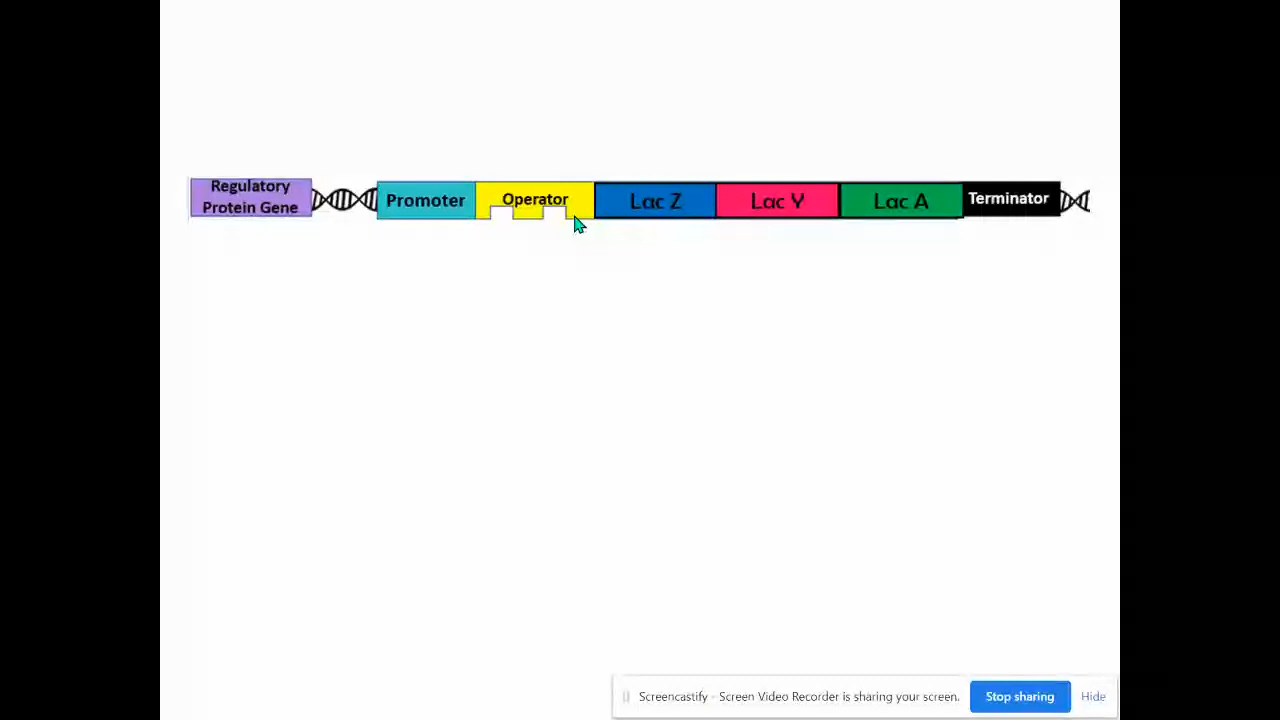 Regulatory
Protein Gene
Promoter
Operator
Lac Z
Lac Y
Lac A
Terminator
Screencastify - Screen Video Recorder is sharing your screen.
Stop sharing
Hide